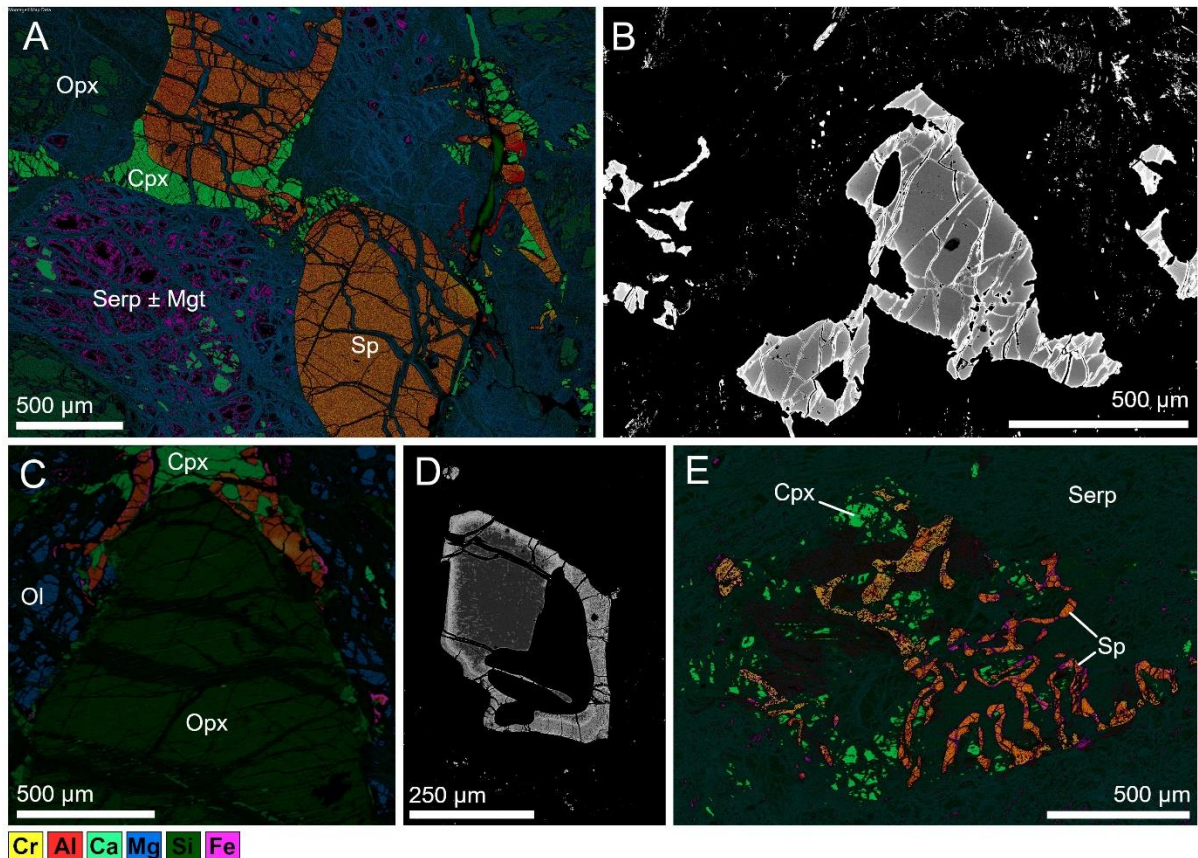 A
Opx
Cpx
Serp ± Mgt
Sp
500 µm
B
500 µm
C
Cpx
Ol
Opx
500 µm
D
250 µm
E
Cpx
Serp
Sp
500 µm
Cr Al Ca Mg Si Fe